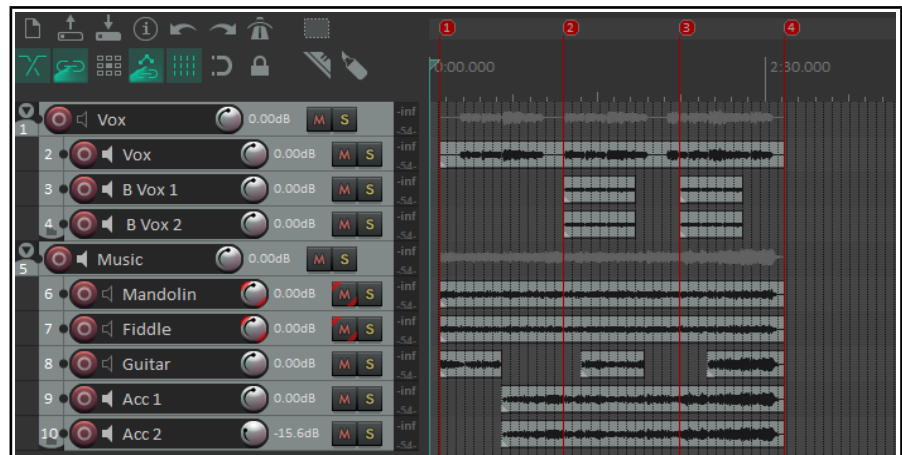 1 2 3 4
0:00.000 2:30.000
1 Vox 0.00dB M S -inf -54-
2 Vox 0.00dB M S -inf -54-
3 B Vox 1 0.00dB M S -inf -54-
4 B Vox 2 0.00dB M S -inf -54-
5 Music 0.00dB M S -inf -54-
6 Mandolin 0.00dB M S -inf -54-
7 Fiddle 0.00dB M S -inf -54-
8 Guitar 0.00dB M S -inf -54-
9 Acc 1 0.00dB M S -inf -54-
10 Acc 2 -15.6dB M S -inf -54-